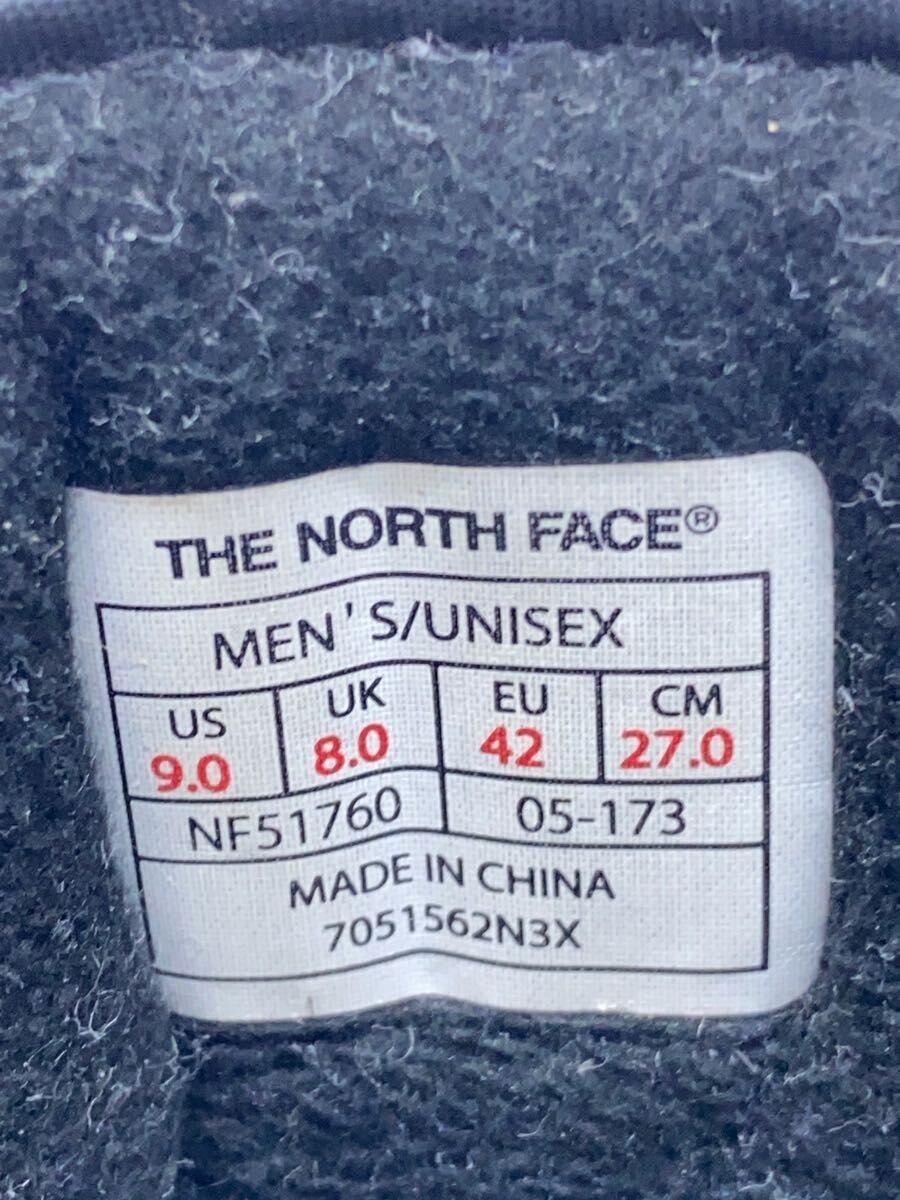 THE NORTH FACE®
MEN'S/UNISEX
US UK EU CM
9.0 8.0 42 27.0
NF51760 05-173
MADE IN CHINA
7051562N3X